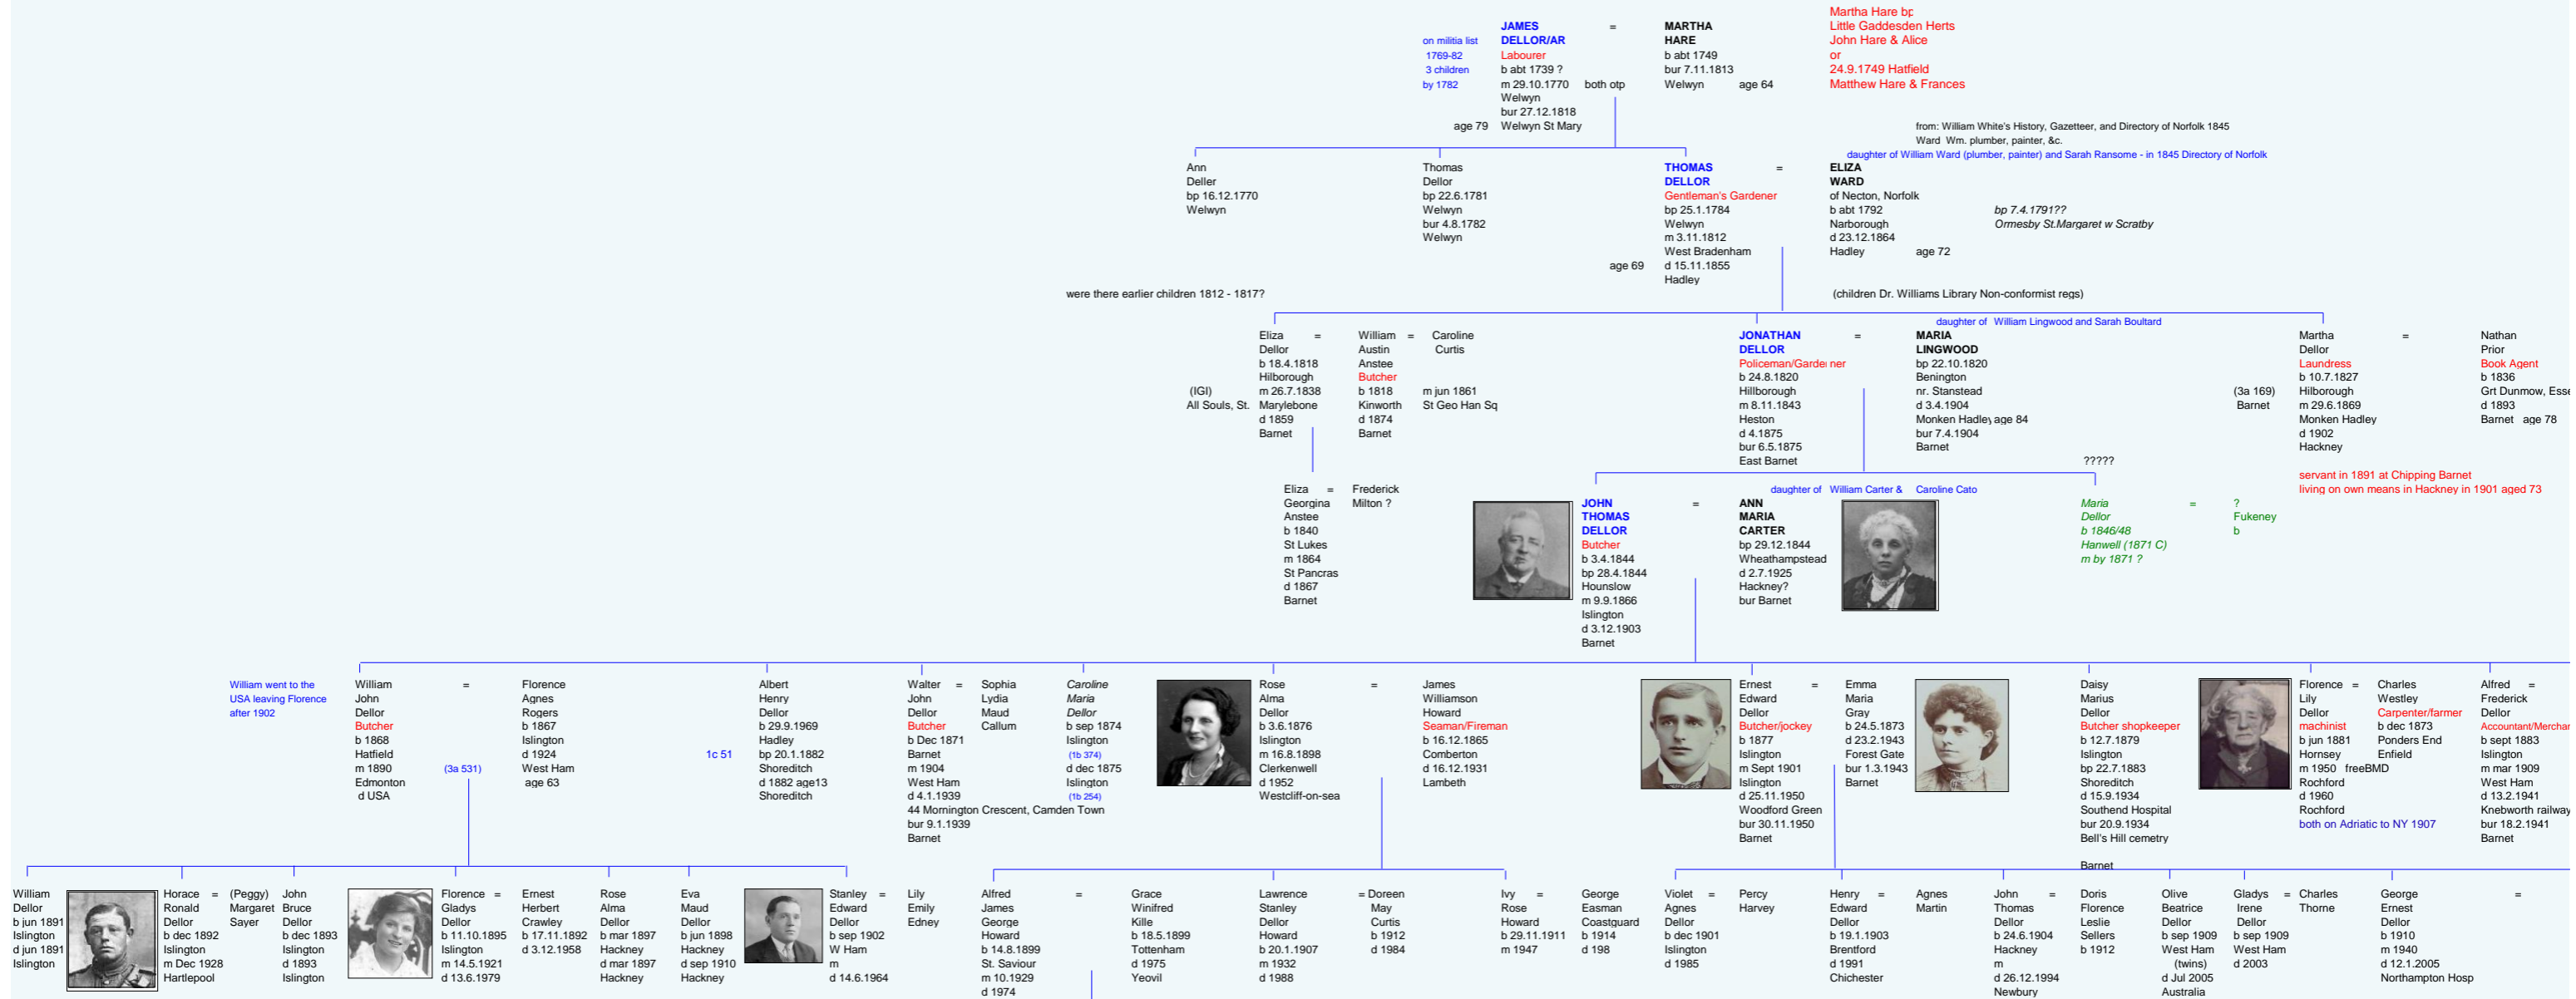 Martha Hare bp
Little Gaddesden Herts
John Hare & Alice
or
24.9.1749 Hatfield
Matthew Hare & Frances
on militia list
1769-82
3 children
by 1782
JAMES
DELLOR/AR
Labourer
b abt 1739 ?
m 29.10.1770 both otp
Welwyn
bur 27.12.1818
age 79 Welwyn St Mary
=
MARTHA
HARE
b abt 1749
bur 7.11.1813
Welwyn age 64
from: William White's History, Gazetteer, and Directory of Norfolk 1845
Ward Wm. plumber, painter, &c.
daughter of William Ward (plumber, painter) and Sarah Ransome - in 1845 Directory of Norfolk
Ann
Deller
bp 16.12.1770
Welwyn
Thomas
Dellor
bp 22.6.1781
Welwyn
bur 4.8.1782
Welwyn
THOMAS
DELLOR
Gentleman's Gardener
bp 25.1.1784
Welwyn
m 3.11.1812
West Bradenham
age 69 d 15.11.1855
Hadley
=
ELIZA
WARD
of Necton, Norfolk
b abt 1792
Narborough
d 23.12.1864
Hadley age 72
bp 7.4.1791??
Ormesby St.Margaret w Scratby
were there earlier children 1812 - 1817?
(children Dr. Williams Library Non-conformist regs)
Eliza
Dellor
b 18.4.1818
Hilborough
(IGI) m 26.7.1838
All Souls, St. Marylebone
d 1859
Barnet
=
William
Austin
Anstee
Butcher
b 1818
Kinworth
d 1874
Barnet
=
Caroline
Curtis
m jun 1861
St Geo Han Sq
daughter of William Lingwood and Sarah Boultard
JONATHAN
DELLOR
Policeman/Gardener
b 24.8.1820
Hillborough
m 8.11.1843
Heston
d 4.1875
bur 6.5.1875
East Barnet
=
MARIA
LINGWOOD
bp 22.10.1820
Benington
nr. Stanstead
d 3.4.1904
Monken Hadley age 84
bur 7.4.1904
Barnet
Martha
Dellor
Laundress
b 10.7.1827
Hilborough
m 29.6.1869
Monken Hadley
d 1902
Hackney
(3a 169)
Barnet
=
Nathan
Prior
Book Agent
b 1836
Grt Dunmow, Esse
d 1893
Barnet age 78
servant in 1891 at Chipping Barnet
living on own means in Hackney in 1901 aged 73
?????
Eliza
Georgina
Anstee
b 1840
St Lukes
m 1864
St Pancras
d 1867
Barnet
=
Frederick
Milton ?
daughter of William Carter & Caroline Cato
JOHN
THOMAS
DELLOR
Butcher
b 3.4.1844
bp 28.4.1844
Hounslow
m 9.9.1866
Islington
d 3.12.1903
Barnet
=
ANN
MARIA
CARTER
bp 29.12.1844
Wheathampstead
d 2.7.1925
Hackney?
bur Barnet
Maria
Dellor
b 1846/48
Hanwell (1871 C)
m by 1871 ?
=
?
Fukeney
b
William went to the
USA leaving Florence
after 1902
William
John
Dellor
Butcher
b 1868
Hatfield
m 1890
Edmonton
d USA
=
(3a 531)
Florence
Agnes
Rogers
b 1867
Islington
d 1924
West Ham
age 63
1c 51
Albert
Henry
Dellor
b 29.9.1969
Hadley
bp 20.1.1882
Shoreditch
d 1882 age13
Shoreditch
Walter
John
Dellor
Butcher
b Dec 1871
Barnet
m 1904
West Ham
d 4.1.1939
44 Mornington Crescent, Camden Town
bur 9.1.1939
Barnet
=
Sophia
Lydia
Maud
Callum
Caroline
Maria
Dellor
b sep 1874
Islington
(1b 374)
d dec 1875
Islington
(1b 254)
Rose
Alma
Dellor
b 3.6.1876
Islington
m 16.8.1898
Clerkenwell
d 1952
Westcliff-on-sea
=
James
Williamson
Howard
Seaman/Fireman
b 16.12.1865
Comberton
d 16.12.1931
Lambeth
Ernest
Edward
Dellor
Butcher/jockey
b 1877
Islington
m Sept 1901
Islington
d 25.11.1950
Woodford Green
bur 30.11.1950
Barnet
=
Emma
Maria
Gray
b 24.5.1873
d 23.2.1943
Forest Gate
bur 1.3.1943
Barnet
Daisy
Marius
Dellor
Butcher shopkeeper
b 12.7.1879
Islington
bp 22.7.1883
Shoreditch
d 15.9.1934
Southend Hospital
bur 20.9.1934
Bell's Hill cemetry
Barnet
Florence
Lily
Dellor
machinist
b jun 1881
Hornsey
m 1950 freeBMD
Rochford
d 1960
Rochford
both on Adriatic to NY 1907
=
Charles
Westley
Carpenter/farmer
b dec 1873
Ponders End
Enfield
Alfred =
Frederick
Dellor
Accountant/Merchan
b sept 1883
Islington
m mar 1909
West Ham
d 13.2.1941
Knebworth railway
bur 18.2.1941
Barnet
William
Dellor
b jun 1891
Islington
d jun 1891
Islington
Horace
Ronald
Dellor
b dec 1892
Islington
m Dec 1928
Hartlepool
=
(Peggy)
Margaret
Sayer
John
Bruce
Dellor
b dec 1893
Islington
d 1893
Islington
Florence
Gladys
Dellor
b 11.10.1895
Islington
m 14.5.1921
d 13.6.1979
=
Ernest
Herbert
Crawley
b 17.11.1892
d 3.12.1958
Rose
Alma
Dellor
b mar 1897
Hackney
d mar 1897
Hackney
Eva
Maud
Dellor
b jun 1898
Hackney
d sep 1910
Hackney
Stanley
Edward
Dellor
b sep 1902
W Ham
m
d 14.6.1964
=
Lily
Emily
Edney
Alfred
James
George
Howard
b 14.8.1899
St. Saviour
m 10.1929
d 1974
=
Grace
Winifred
Kille
b 18.5.1899
Tottenham
d 1975
Yeovil
Lawrence
Stanley
Dellor
Howard
b 20.1.1907
m 1932
d 1988
=
Doreen
May
Curtis
b 1912
d 1984
Ivy
Rose
Howard
b 29.11.1911
m 1947
=
George
Easman
Coastguard
b 1914
d 198
Violet
Agnes
Dellor
b dec 1901
Islington
d 1985
=
Percy
Harvey
Henry
Edward
Dellor
b 19.1.1903
Brentford
d 1991
Chichester
=
Agnes
Martin
John
Thomas
Dellor
b 24.6.1904
Hackney
m
d 26.12.1994
Newbury
=
Doris
Florence
Leslie
Sellers
b 1912
Olive
Beatrice
Dellor
b sep 1909
West Ham
(twins)
d Jul 2005
Australia
Gladys
Irene
Dellor
b sep 1909
West Ham
d 2003
=
Charles
Thorne
George
Ernest
Dellor
b 1910
m 1940
d 12.1.2005
Northampton Hosp
=